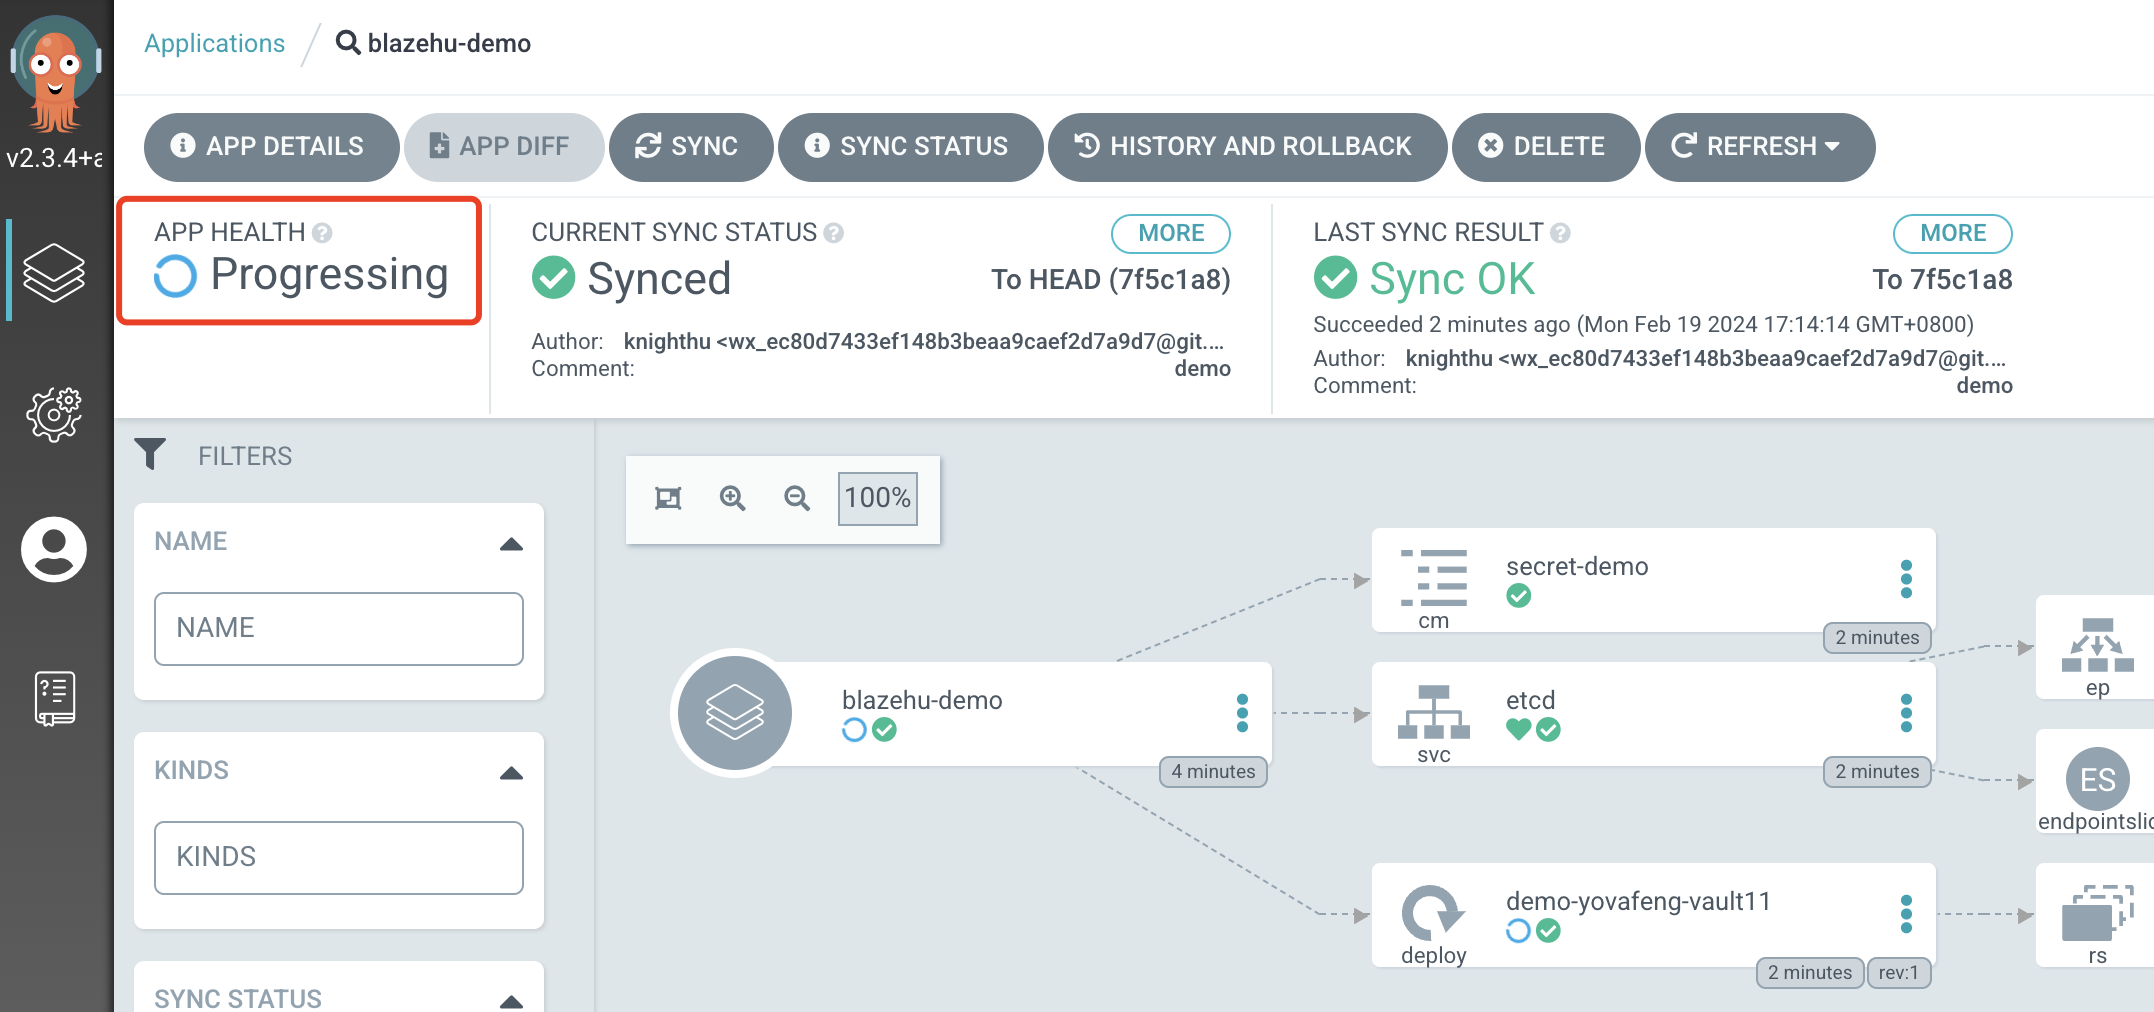 Applications
blazehu-demo
v2.3.4+a
APP DETAILS
APP DIFF
SYNC
SYNC STATUS
HISTORY AND ROLLBACK
DELETE
REFRESH
APP HEALTH
Progressing
CURRENT SYNC STATUS
MORE
Synced
To HEAD (7f5c1a8)
Author: knighthu <wx_ec80d7433ef148b3beaa9caef2d7a9d7@git....
Comment: demo
LAST SYNC RESULT
MORE
Sync OK
To 7f5c1a8
Succeeded 2 minutes ago (Mon Feb 19 2024 17:14:14 GMT+0800)
Author: knighthu <wx_ec80d7433ef148b3beaa9caef2d7a9d7@git....
Comment: demo
FILTERS
NAME
NAME
KINDS
KINDS
SYNC STATUS
100%
blazehu-demo
4 minutes
secret-demo
cm
2 minutes
etcd
svc
2 minutes
demo-yovafeng-vault11
deploy
2 minutes
rev:1
ep
ES
endpointslic
rs